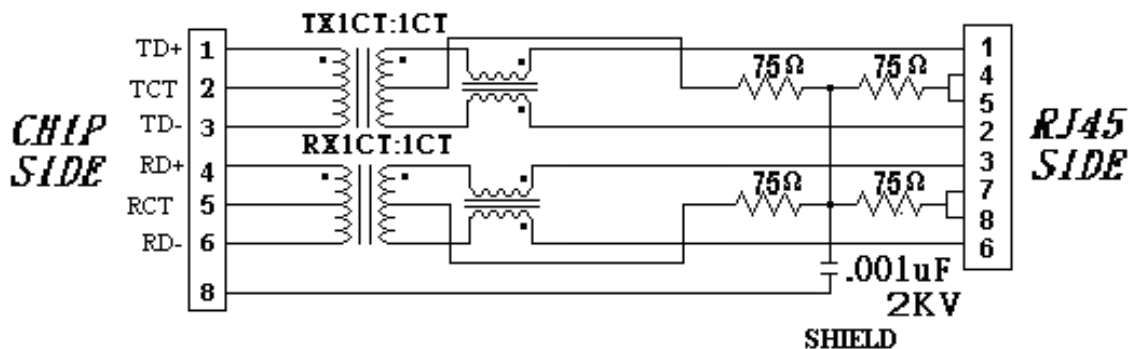 TX1CT:1CT
TD+ 1
TCT 2
TD- 3
RX1CT:1CT
RD+ 4
RCT 5
RD- 6
8
CHIP
SIDE
75Ω 75Ω
75Ω 75Ω
.001uF
2KV
SHIELD
1
4
5
2
3
7
8
6
RJ45
SIDE